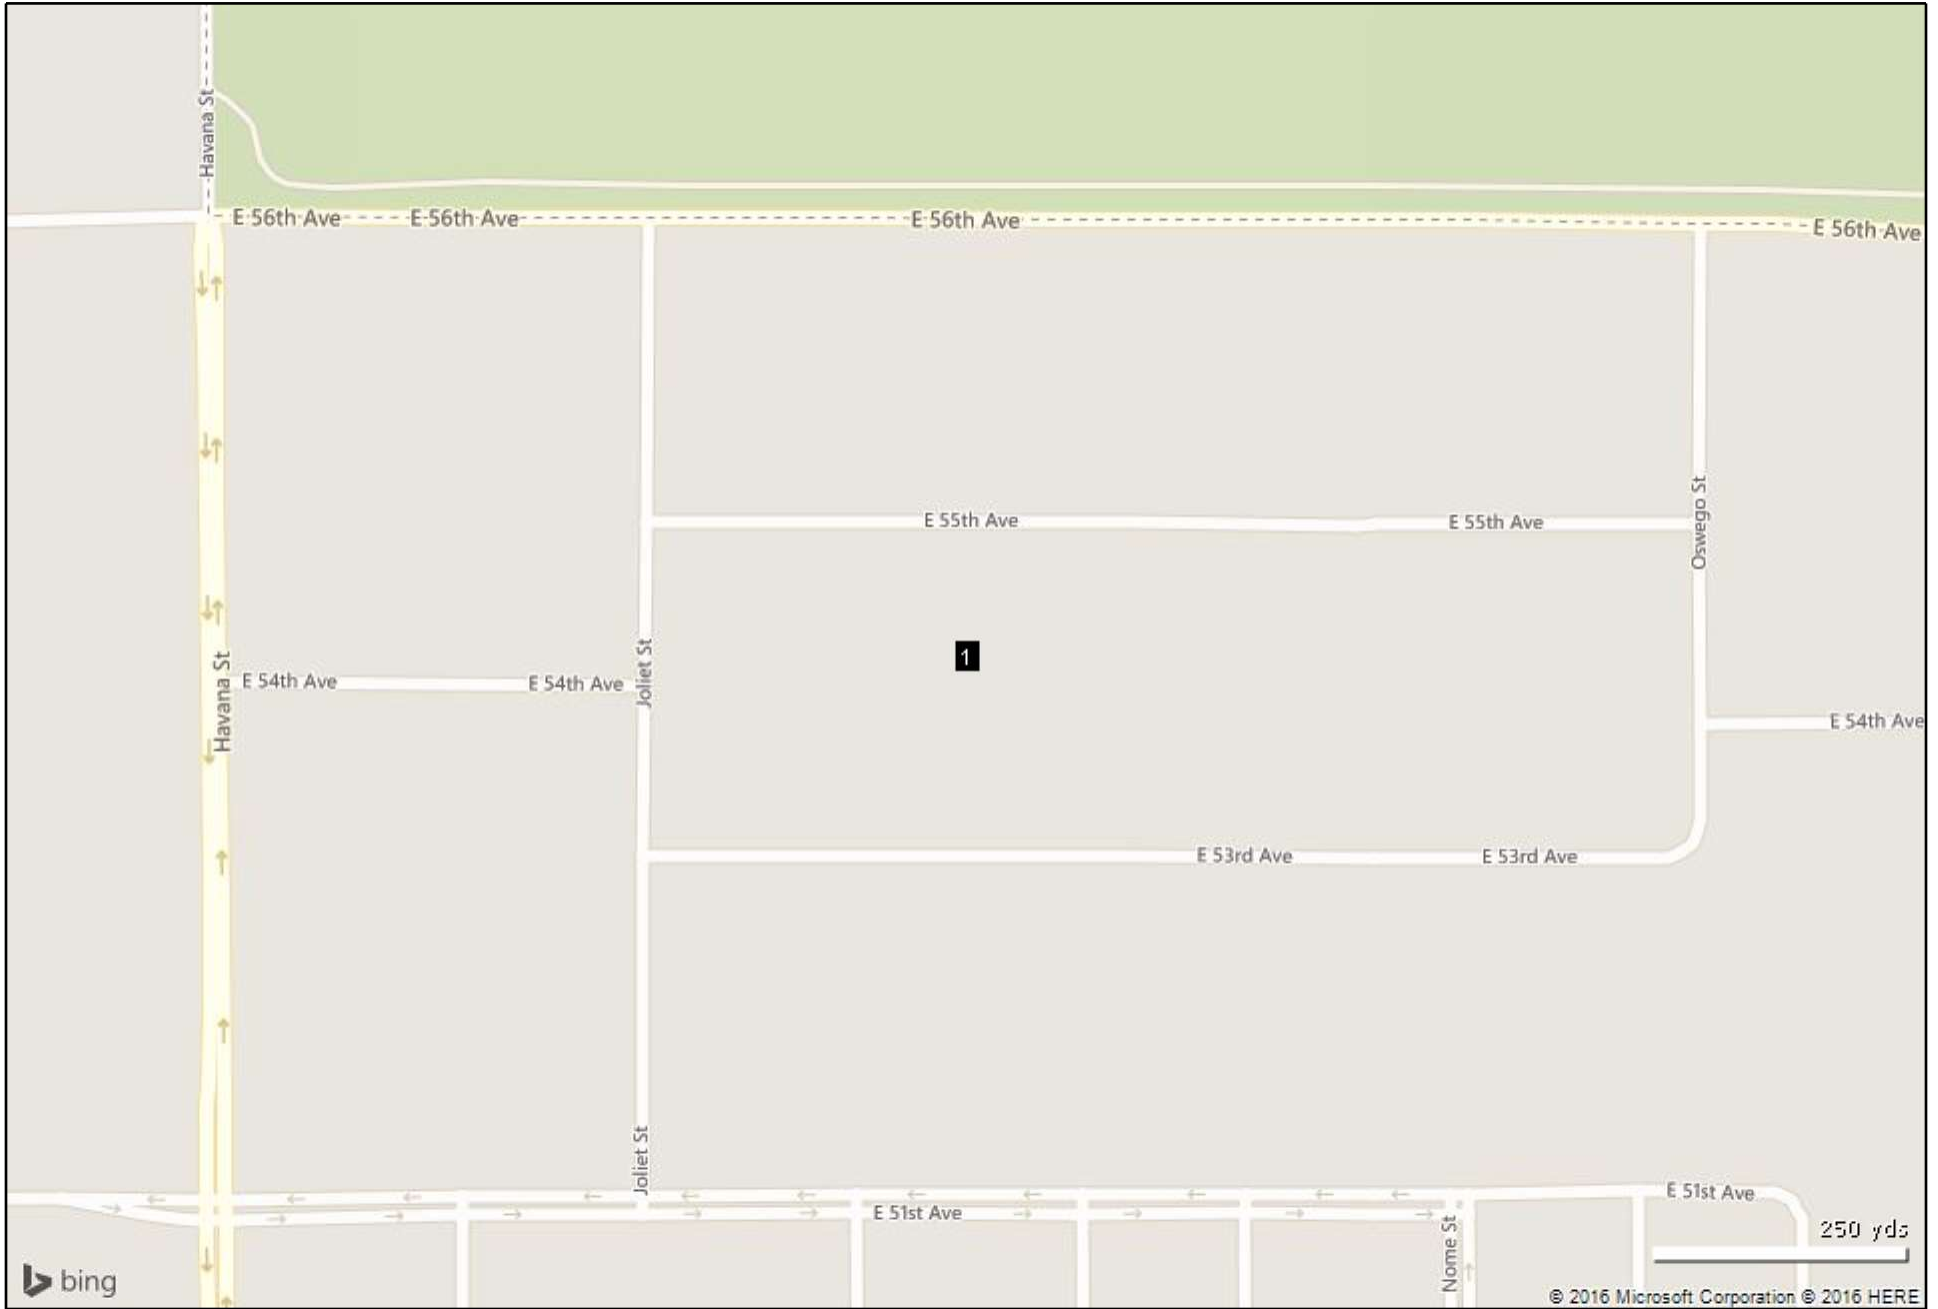 Havana St
E 56th Ave
E 56th Ave
E 56th Ave
E 56th Ave
E 55th Ave
E 55th Ave
Oswego St
1
Joliet St
Havana St
E 54th Ave
E 54th Ave
E 54th Ave
E 53rd Ave
E 53rd Ave
Joliet St
E 51st Ave
E 51st Ave
Nome St
250 yds
bing
© 2016 Microsoft Corporation © 2016 HERE